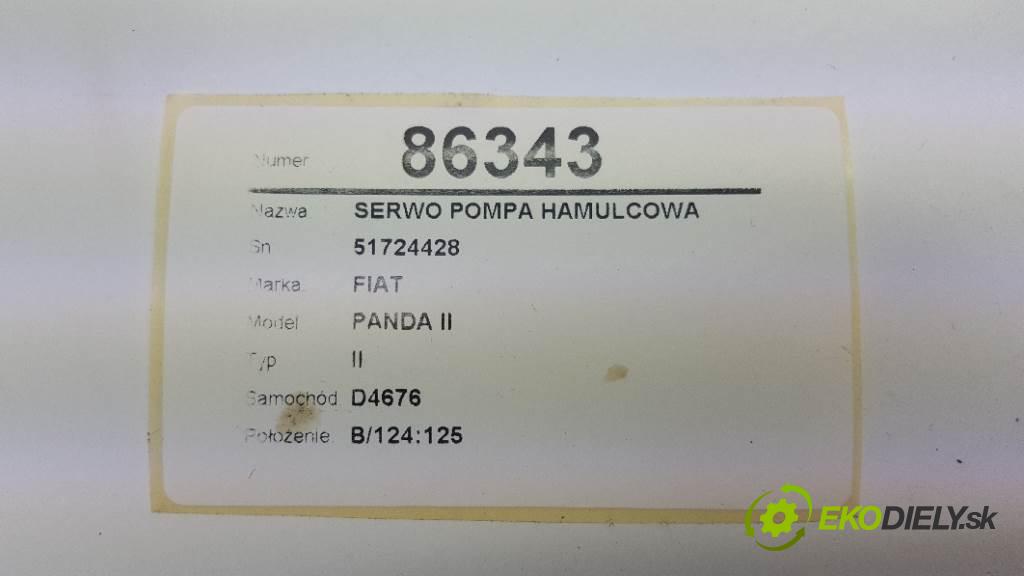 Numer 86343
Nazwa SERWO POMPA HAMULCOWA
Sn 51724428
Marka. FIAT
Model PANDA II
Typ II
Samochód D4676
Położenie. B/124:125
/
EKODIELY.sk